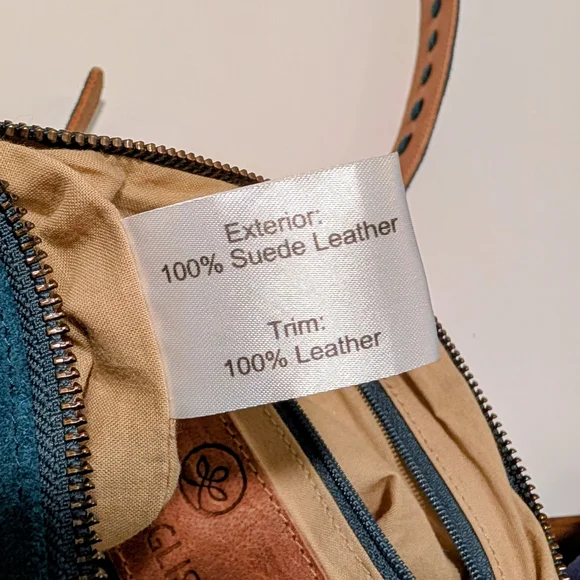 Exterior:
100% Suede Leather
Trim:
100% Leather